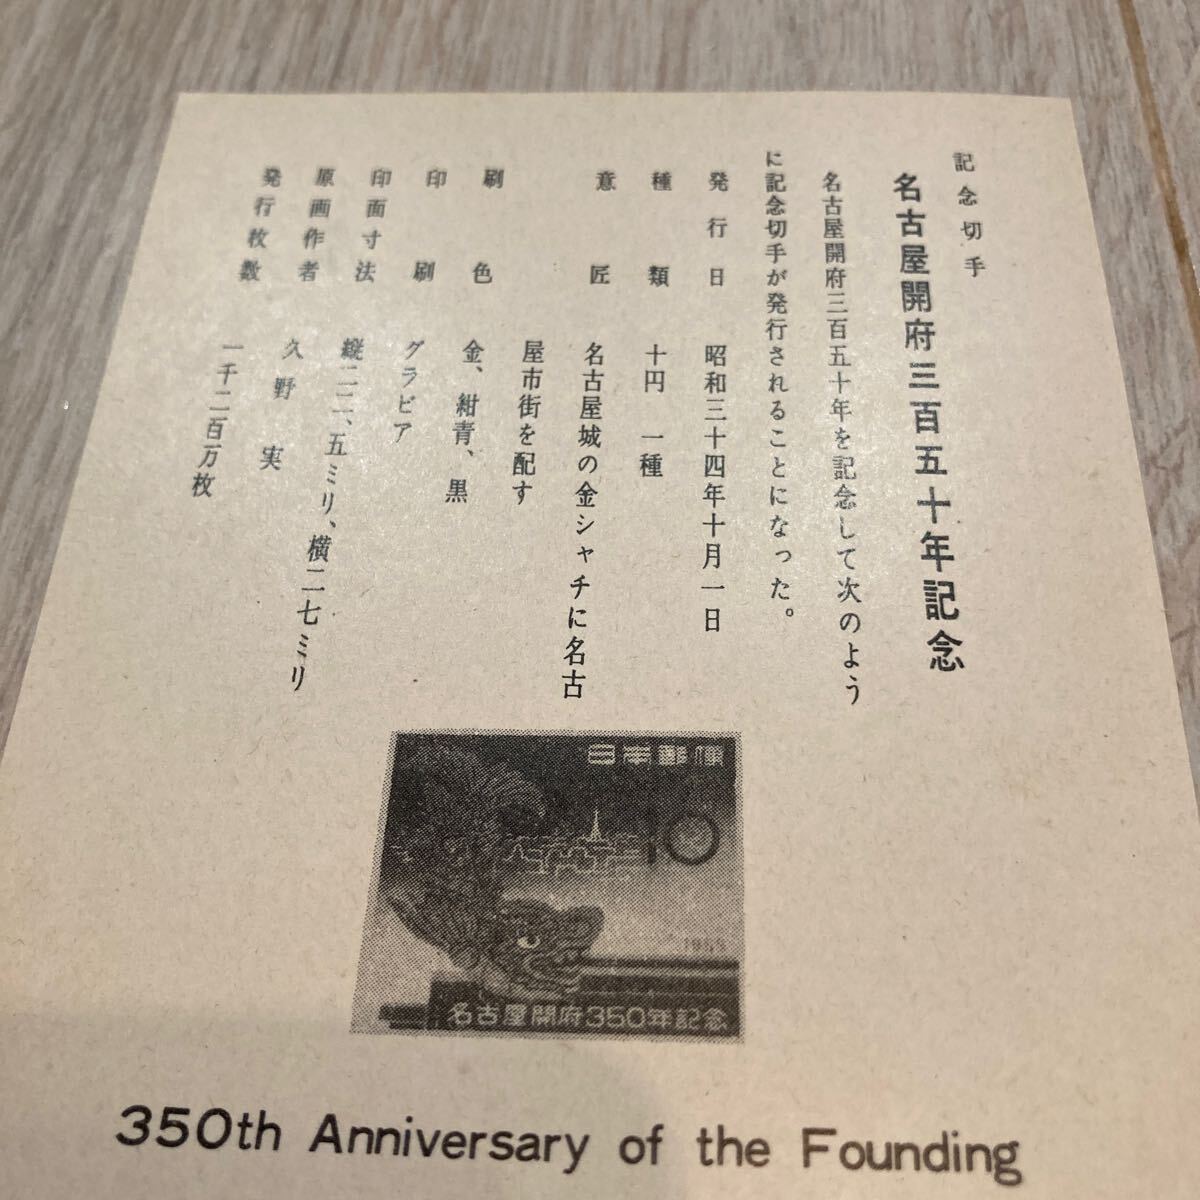 記念切手
名古屋開府三百五十年記念
名古屋開府三百五十年を記念して次のよう
に記念切手が発行されることになった。
発行日 昭和三十四年十月一日
種類 十円 一種
意匠 名古屋城の金シャチに名古
屋市街を配す
刷色 金、紺青、黒
印刷 グラビア
印面寸法 縦二二、五ミリ、横二七ミリ
原画作者 久野 実
発行枚数 一千二百万枚
日本郵便
10
1959
名古屋開府350年記念
350th Anniversary of the Founding